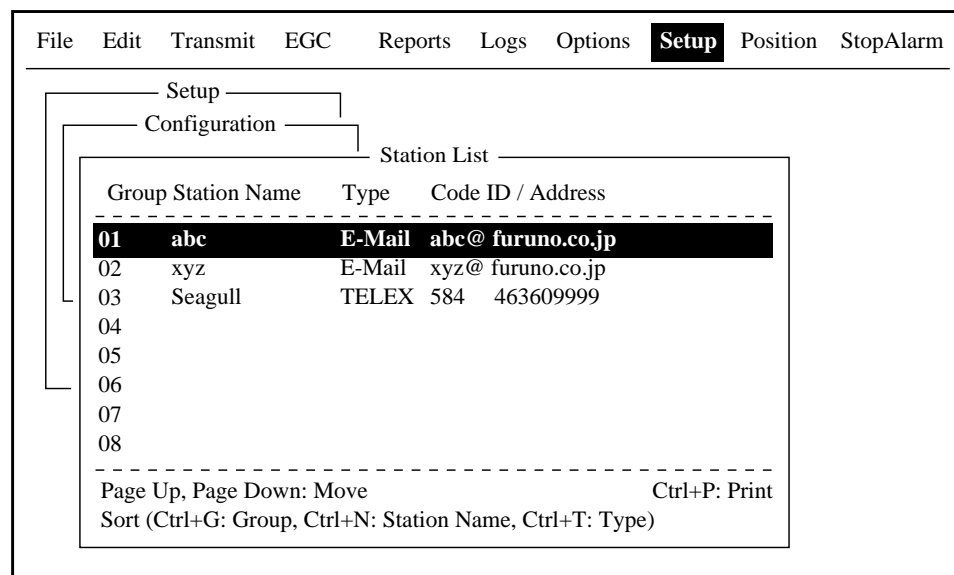 File Edit Transmit EGC Reports Logs Options Setup Position StopAlarm
Setup
Configuration
Station List
Group Station Name Type Code ID / Address
01 abc E-Mail abc@ furuno.co.jp
02 xyz E-Mail xyz@ furuno.co.jp
03 Seagull TELEX 584 463609999
04
05
06
07
08
Page Up, Page Down: Move Ctrl+P: Print
Sort (Ctrl+G: Group, Ctrl+N: Station Name, Ctrl+T: Type)